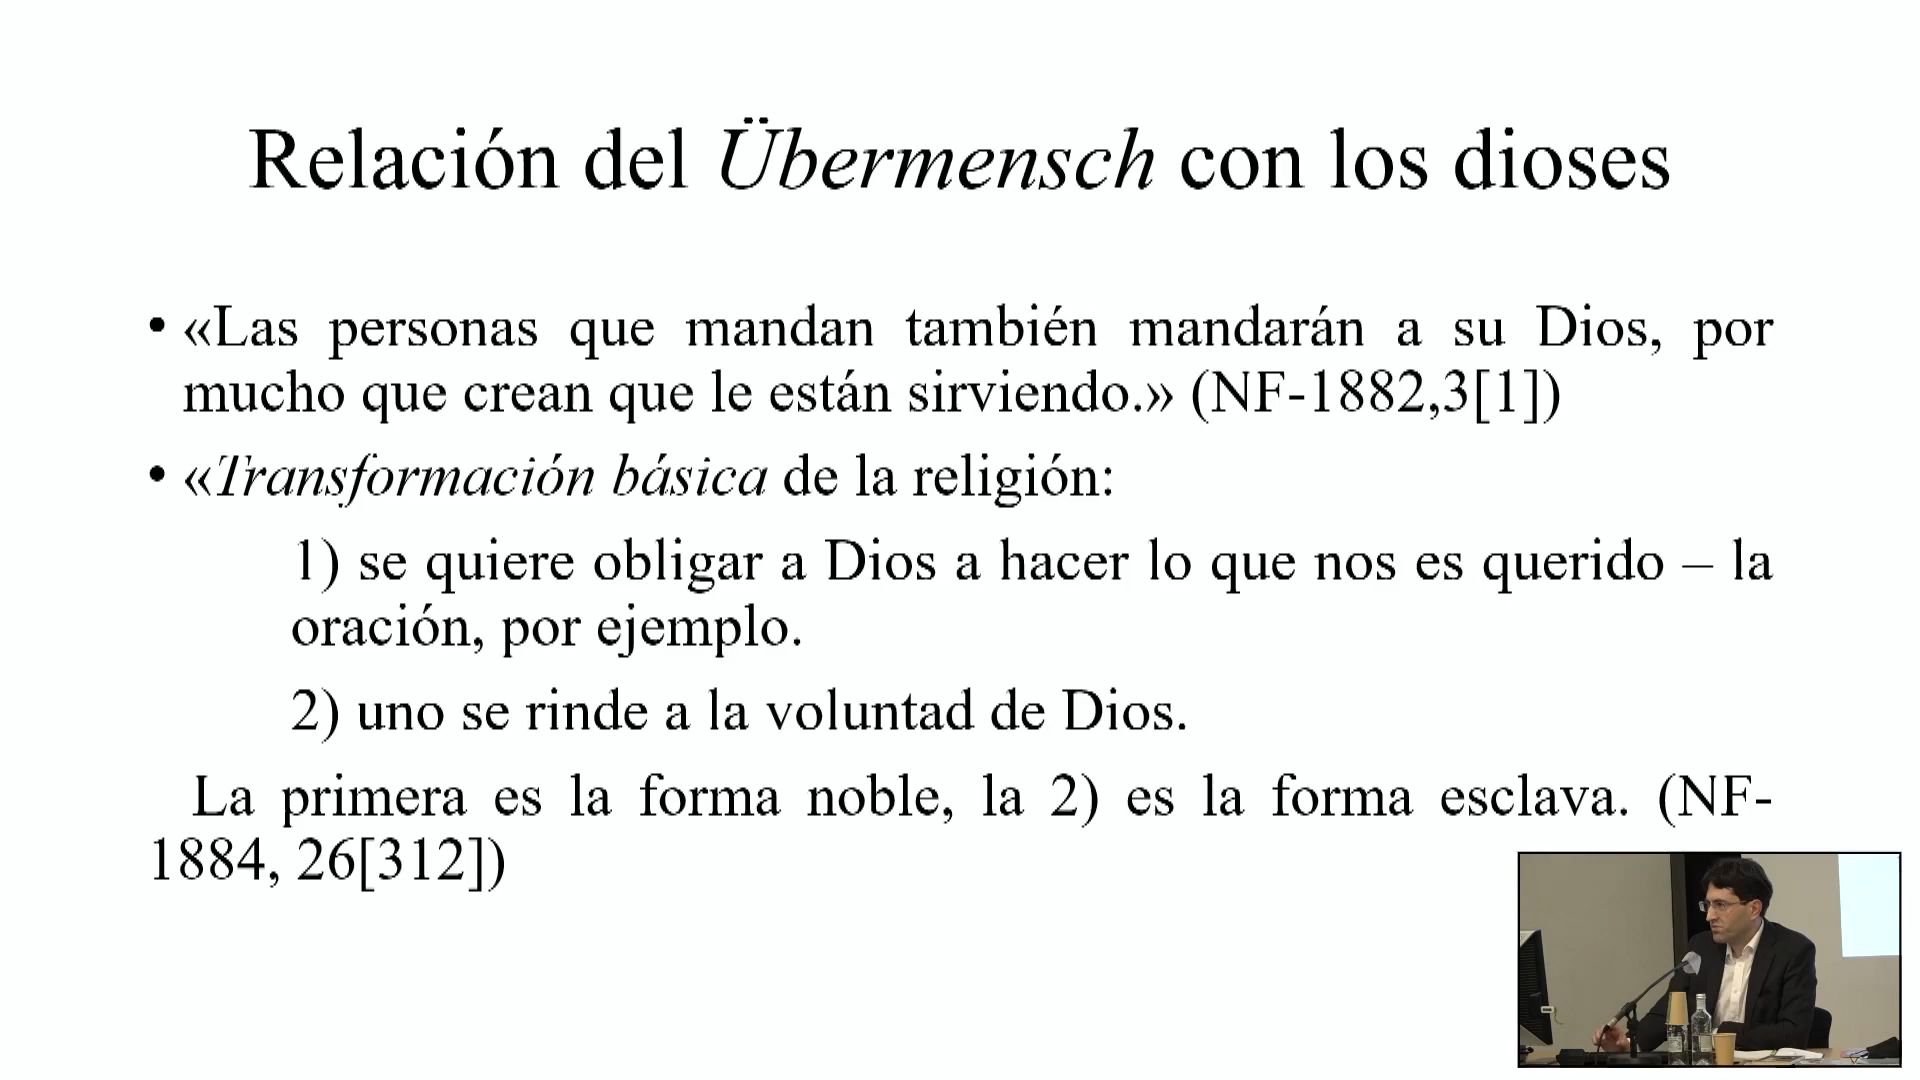 Relación del Übermensch con los dioses
• «Las personas que mandan también mandarán a su Dios, por
mucho que crean que le están sirviendo.» (NF-1882,3[1])
• «Transformación básica de la religión:
1) se quiere obligar a Dios a hacer lo que nos es querido – la
oración, por ejemplo.
2) uno se rinde a la voluntad de Dios.
La primera es la forma noble, la 2) es la forma esclava. (NF-
1884, 26[312])